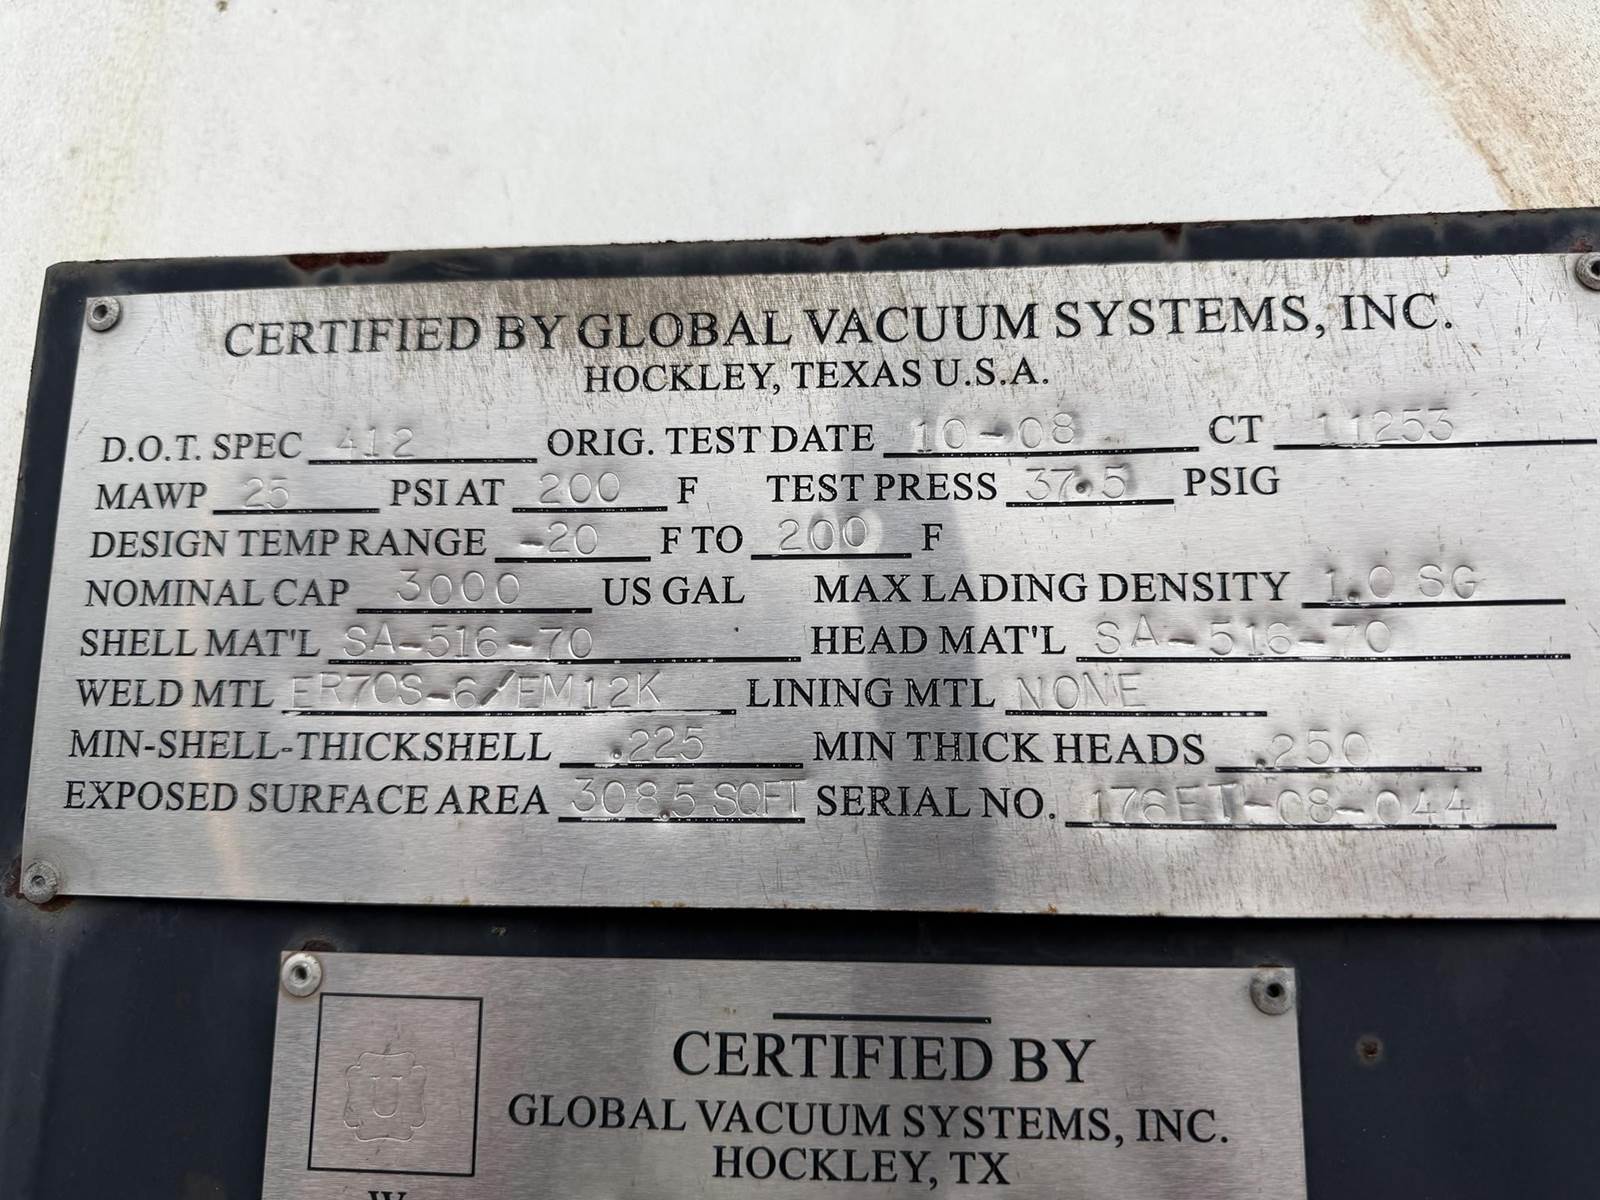 CERTIFIED BY GLOBAL VACUUM SYSTEMS, INC.
HOCKLEY, TEXAS U.S.A.
D.O.T. SPEC 412 ORIG. TEST DATE 10-08 CT 11253
MAWP 25 PSI AT 200 F TEST PRESS 37.5 PSIG
DESIGN TEMP RANGE -20 F TO 200 F
NOMINAL CAP 3000 US GAL MAX LADING DENSITY 1.0 SG
SHELL MAT'L SA-516-70 HEAD MAT'L SA-516-70
WELD MTL ER70S-6/EM12K LINING MTL NONE
MIN-SHELL-THICKSHELL .225 MIN THICK HEADS .250
EXPOSED SURFACE AREA 308.5 SQFT SERIAL NO. 176ET-08-044
U
CERTIFIED BY
GLOBAL VACUUM SYSTEMS, INC.
HOCKLEY, TX
W